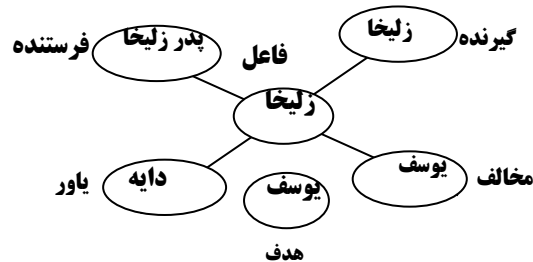 گیرنده
زلیخا
فاعل
پدر زلیخا
فرستنده
زلیخا
مخالف
یوسف
یوسف
هدف
دایه
یاور